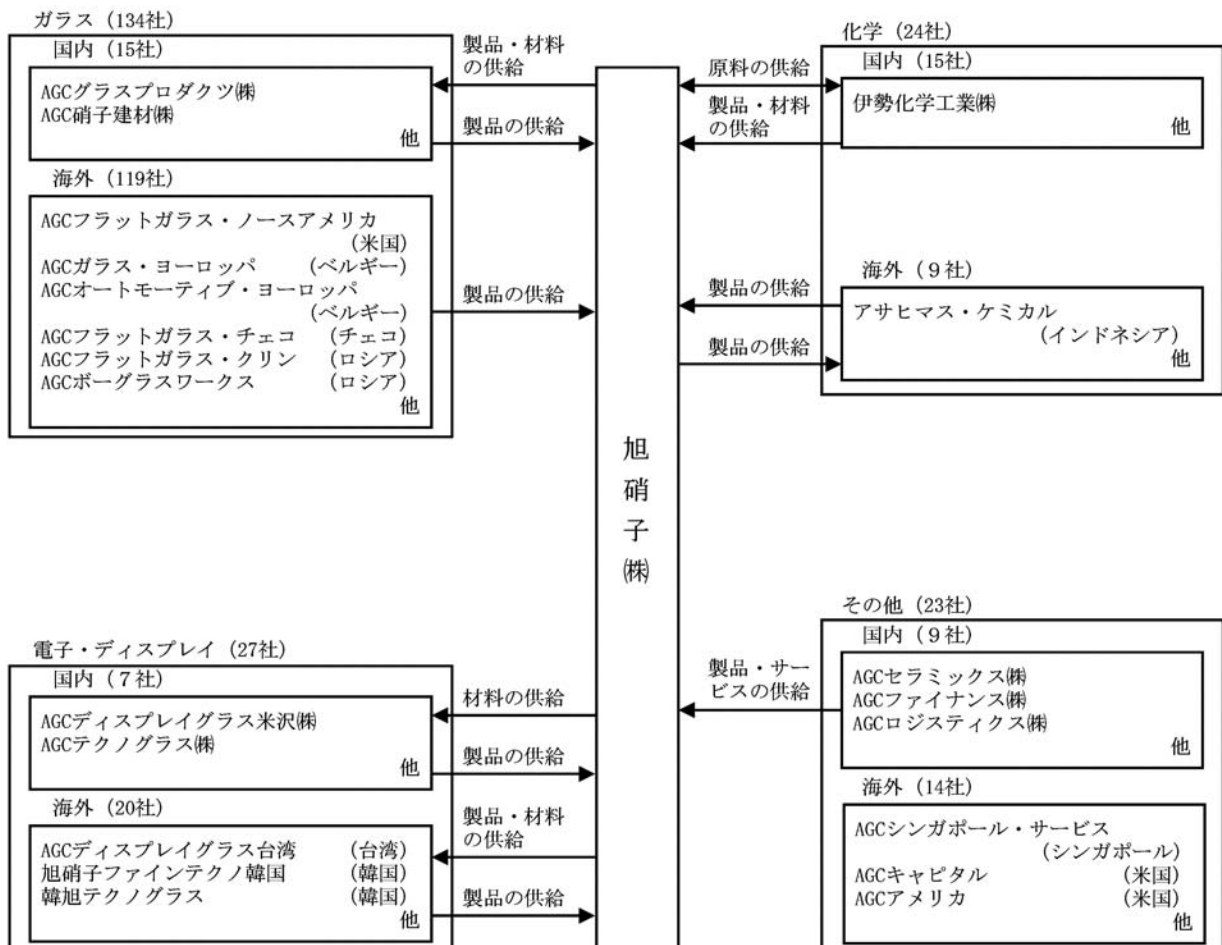 ガラス（134社）
国内（15社）
AGCグラスプロダクツ㈱
AGC硝子建材㈱
他
海外（119社）
AGCフラットガラス・ノースアメリカ
（米国）
AGCガラス・ヨーロッパ （ベルギー）
AGCオートモーティブ・ヨーロッパ
（ベルギー）
AGCフラットガラス・チェコ （チェコ）
AGCフラットガラス・クリン （ロシア）
AGCボーグラスワークス （ロシア）
他
製品・材料
の供給
製品の供給
製品の供給
電子・ディスプレイ（27社）
国内（７社）
AGCディスプレイグラス米沢㈱
AGCテクノグラス㈱
他
海外（20社）
AGCディスプレイグラス台湾 （台湾）
旭硝子ファインテクノ韓国 （韓国）
韓旭テクノグラス （韓国）
他
材料の供給
製品の供給
製品・材料
の供給
製品の供給
旭硝子㈱
原料の供給
製品・材料
の供給
製品の供給
製品の供給
化学（24社）
国内（15社）
伊勢化学工業㈱
他
海外（９社）
アサヒマス・ケミカル
（インドネシア）
他
製品・サー
ビスの供給
その他（23社）
国内（９社）
AGCセラミックス㈱
AGCファイナンス㈱
AGCロジスティクス㈱
他
海外（14社）
AGCシンガポール・サービス
（シンガポール）
AGCキャピタル （米国）
AGCアメリカ （米国）
他